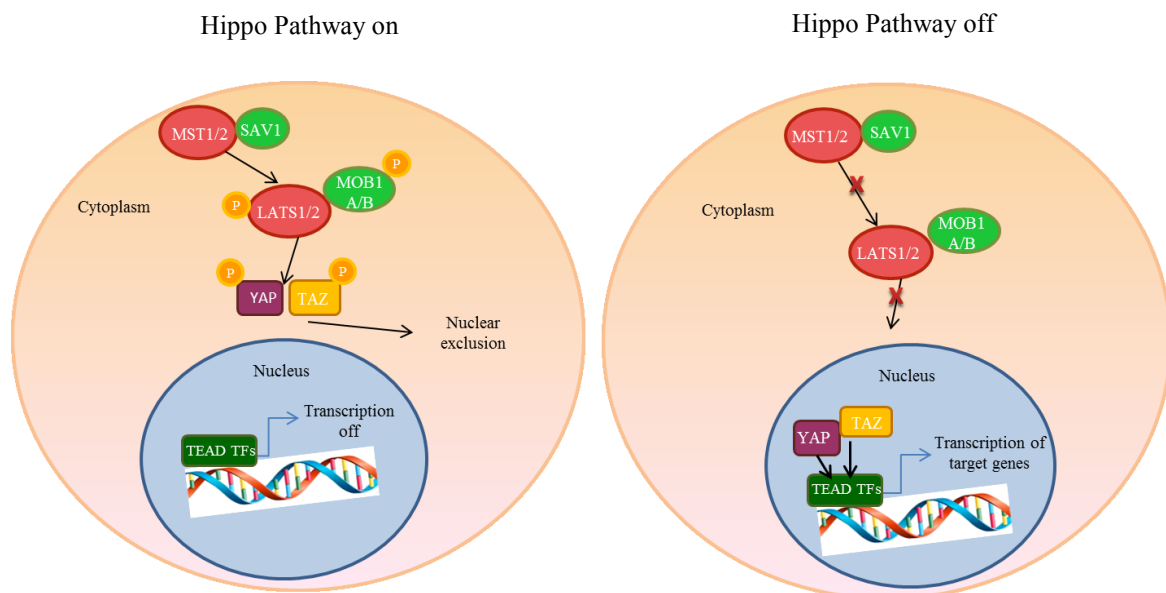 Hippo Pathway on
MST1/2
SAV1
P
MOB1
A/B
P
LATS1/2
Cytoplasm
P
P
YAP
TAZ
Nuclear
exclusion
Nucleus
Transcription
off
TEAD TFs
Hippo Pathway off
MST1/2
SAV1
X
Cytoplasm
MOB1
A/B
LATS1/2
X
Nucleus
TAZ
YAP
Transcription of
target genes
TEAD TFs